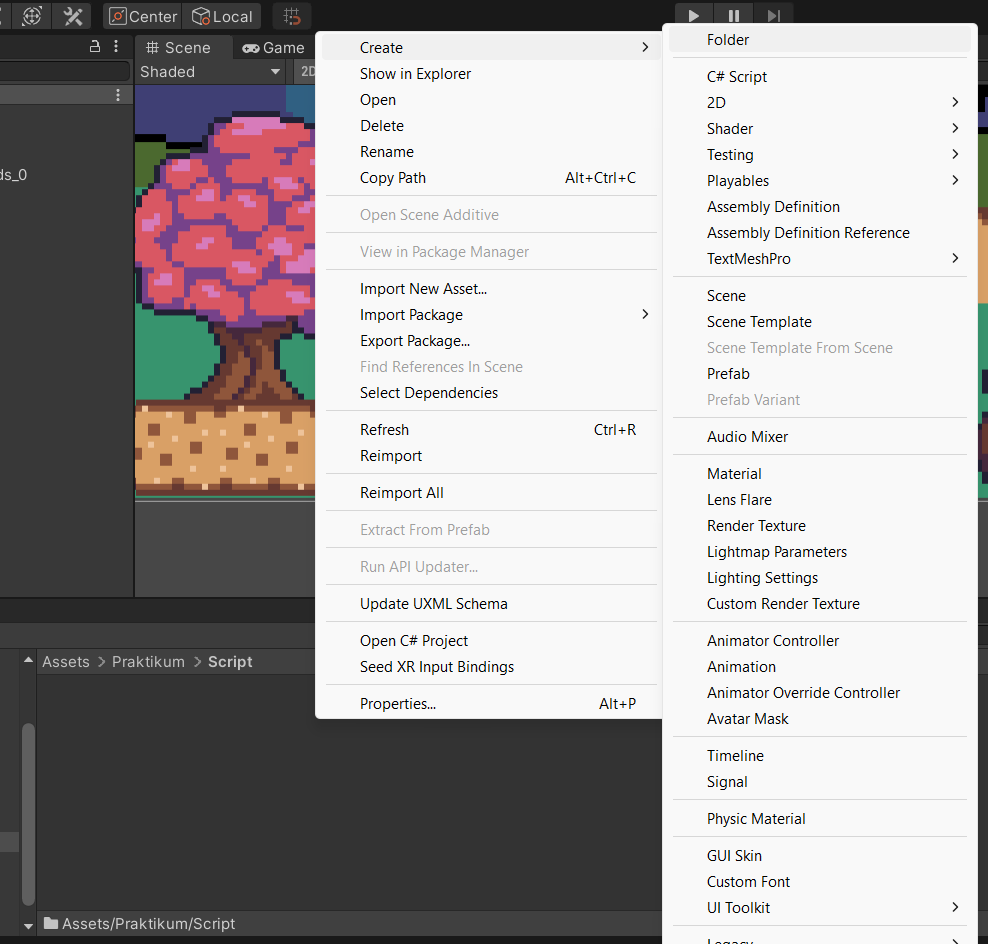 Center
Local
Scene
Game
Shaded
2D
ds_0
Create
Show in Explorer
Open
Delete
Rename
Copy Path Alt+Ctrl+C
Open Scene Additive
View in Package Manager
Import New Asset...
Import Package
Export Package...
Find References In Scene
Select Dependencies
Refresh Ctrl+R
Reimport
Reimport All
Extract From Prefab
Run API Updater...
Update UXML Schema
Open C# Project
Seed XR Input Bindings
Properties... Alt+P
Folder
C# Script
2D
Shader
Testing
Playables
Assembly Definition
Assembly Definition Reference
TextMeshPro
Scene
Scene Template
Scene Template From Scene
Prefab
Prefab Variant
Audio Mixer
Material
Lens Flare
Render Texture
Lightmap Parameters
Lighting Settings
Custom Render Texture
Animator Controller
Animation
Animator Override Controller
Avatar Mask
Timeline
Signal
Physic Material
GUI Skin
Custom Font
UI Toolkit
Legacy
Assets > Praktikum > Script
Assets/Praktikum/Script